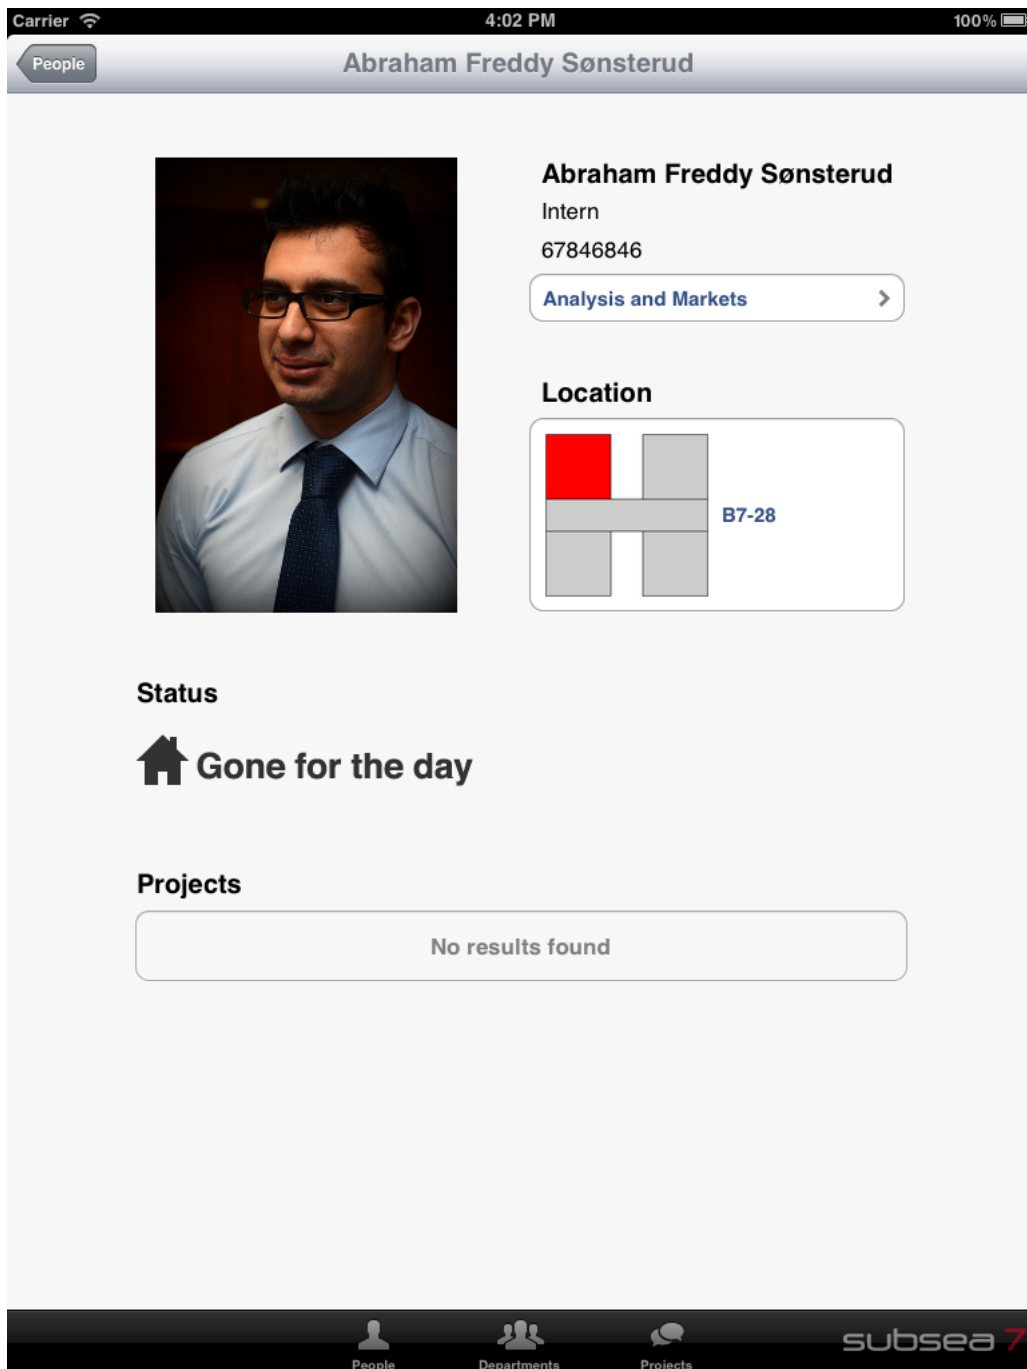 Carrier 4:02 PM 100%
People Abraham Freddy Sønsterud
Abraham Freddy Sønsterud
Intern
67846846
Analysis and Markets
Location
B7-28
Status
Gone for the day
Projects
No results found
People Departments Projects subsea 7